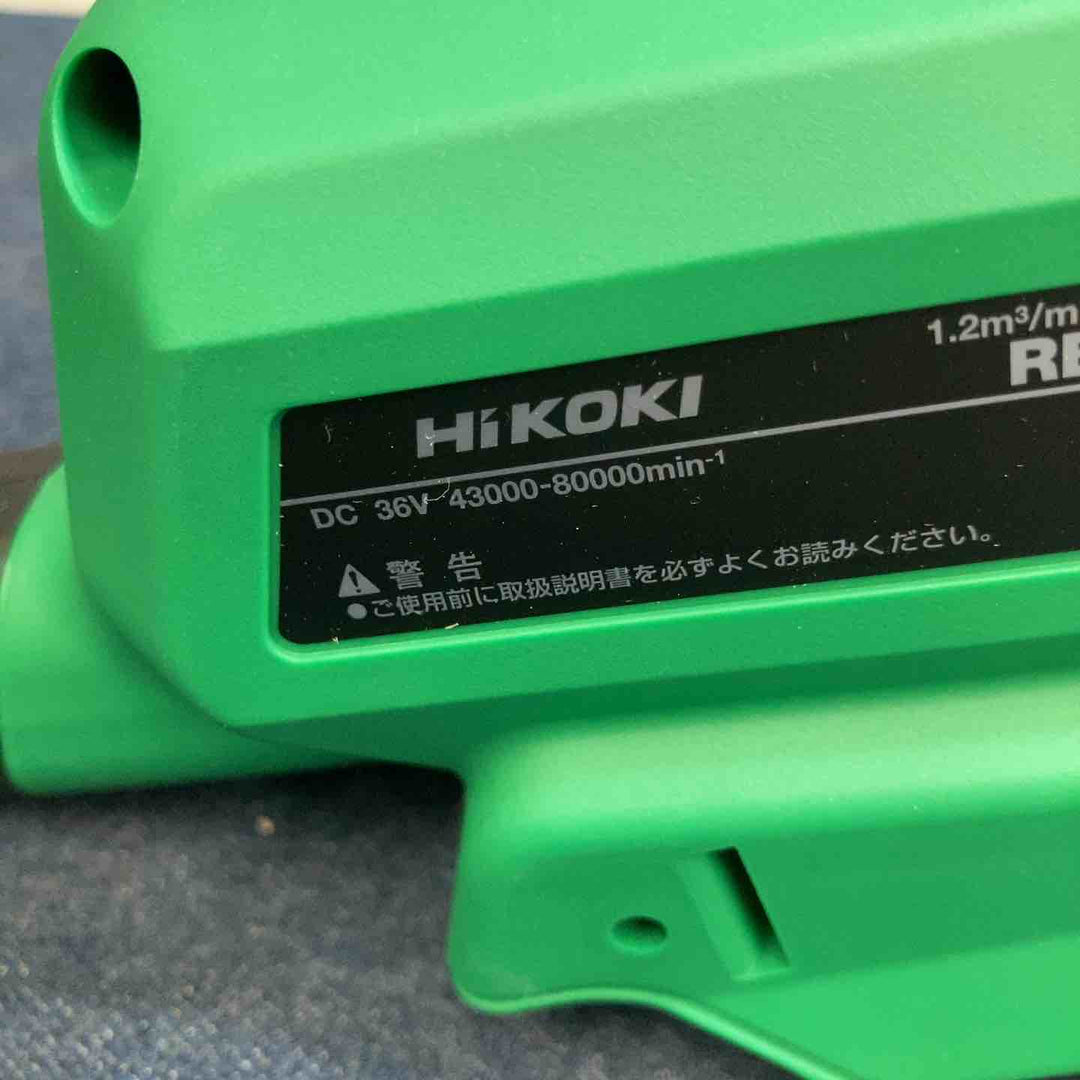 1.2m³/m
RB
HiKOKI
DC 36V 43000-80000min⁻¹
⚠警告
●ご使用前に取扱説明書を必ずよくお読みください。